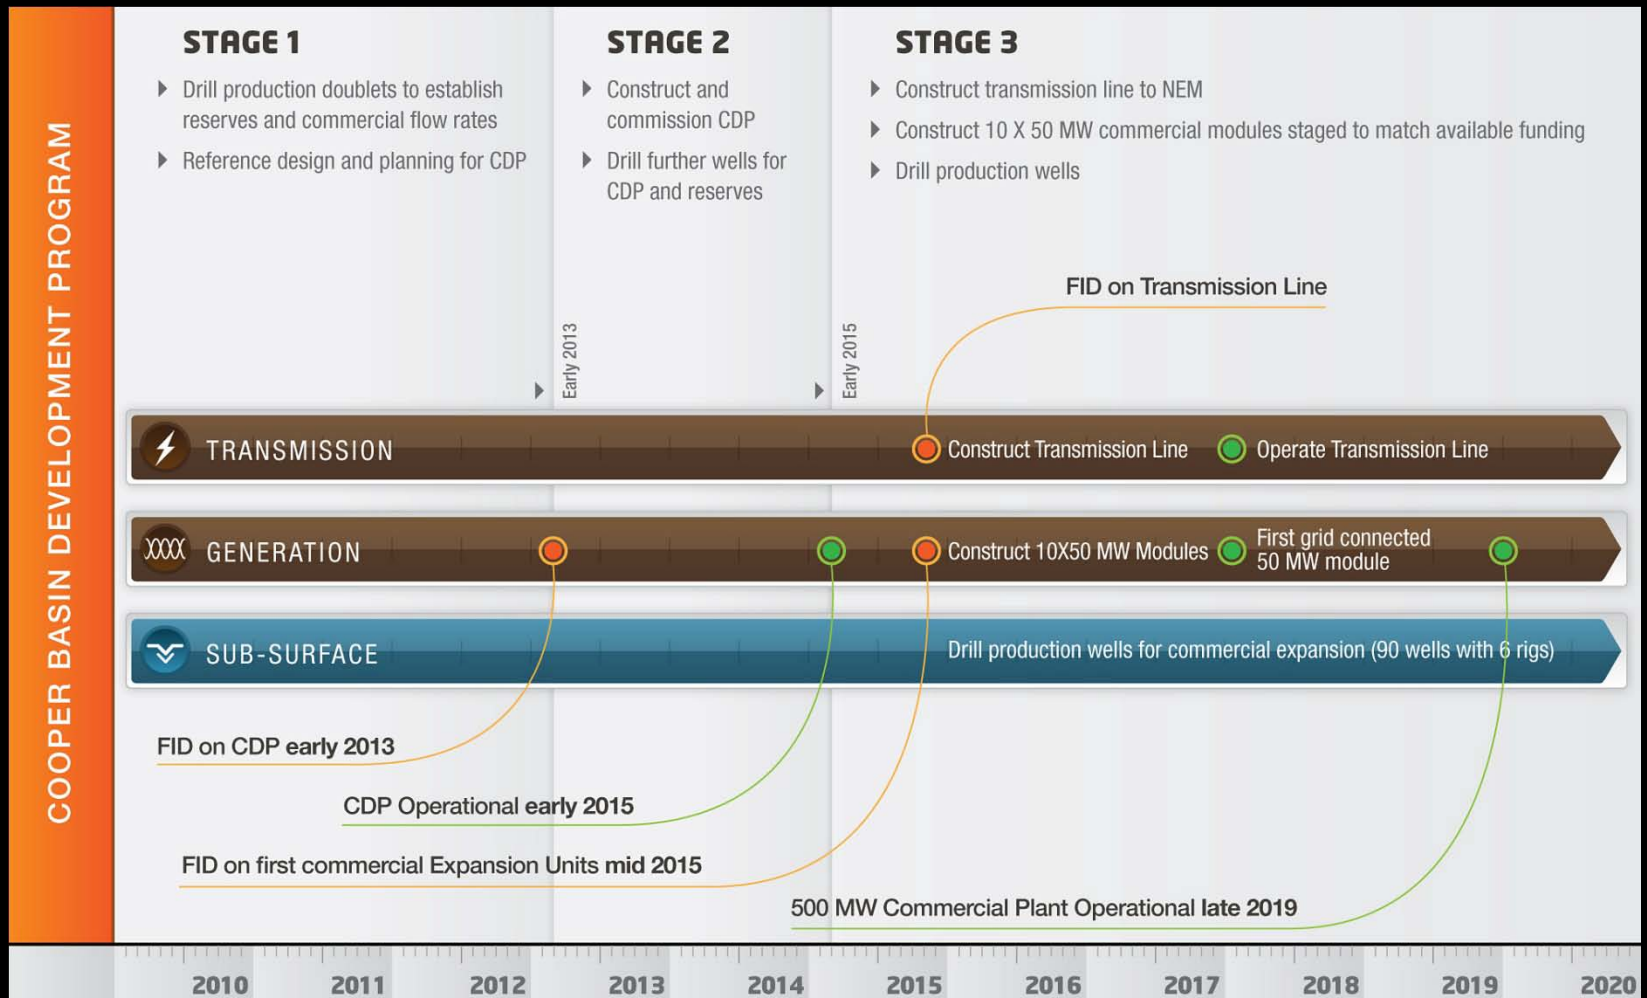 COOPER BASIN DEVELOPMENT PROGRAM
STAGE 1
Drill production doublets to establish
reserves and commercial flow rates
Reference design and planning for CDP
STAGE 2
Construct and
commission CDP
Drill further wells for
CDP and reserves
STAGE 3
Construct transmission line to NEM
Construct 10 X 50 MW commercial modules staged to match available funding
Drill production wells
FID on Transmission Line
Early 2013
Early 2015
TRANSMISSION
Construct Transmission Line
Operate Transmission Line
GENERATION
Construct 10X50 MW Modules
First grid connected
50 MW module
SUB-SURFACE
Drill production wells for commercial expansion (90 wells with 6 rigs)
FID on CDP early 2013
CDP Operational early 2015
FID on first commercial Expansion Units mid 2015
500 MW Commercial Plant Operational late 2019
2010 2011 2012 2013 2014 2015 2016 2017 2018 2019 2020